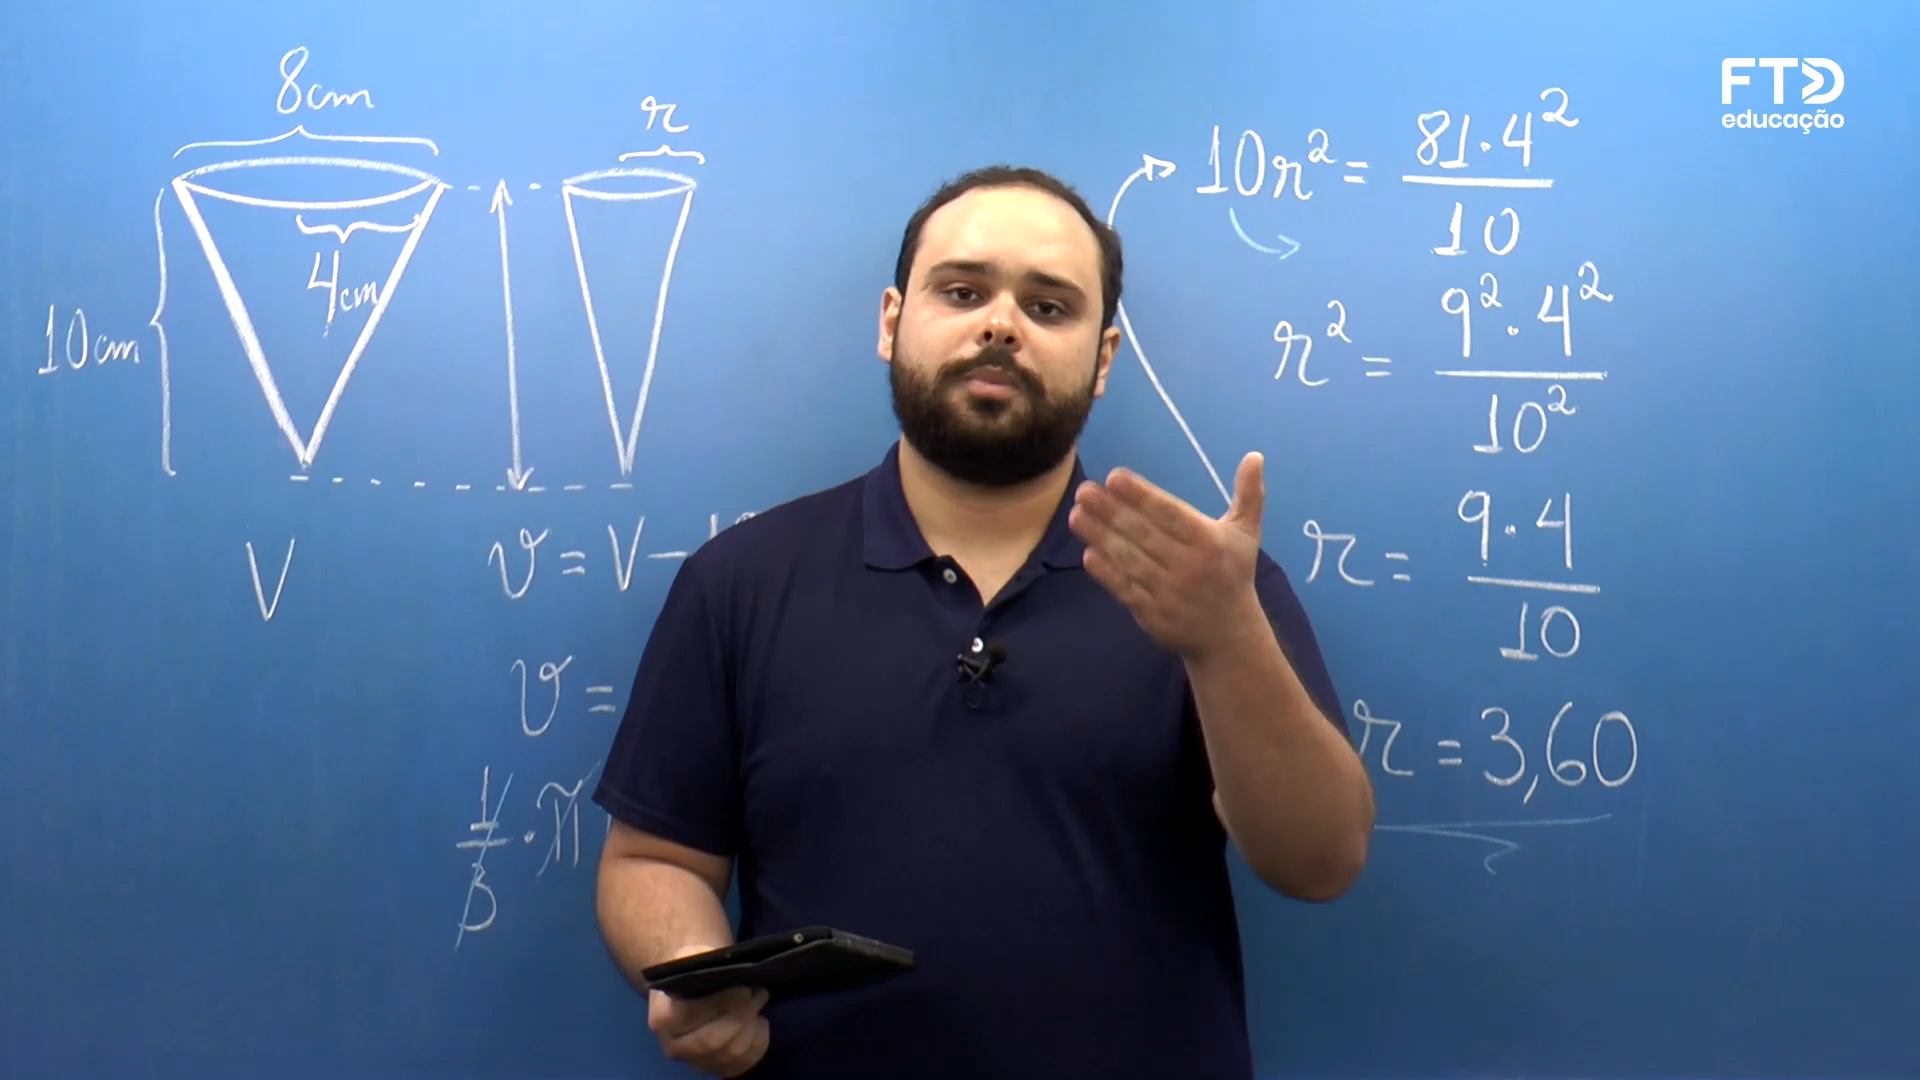 8cm
r
4cm
10cm
V
v = V -
v =
1/3 · π
10r² = 81·4²/10
r² = 9²·4²/10²
r = 9·4/10
r = 3,60
FTD
educação